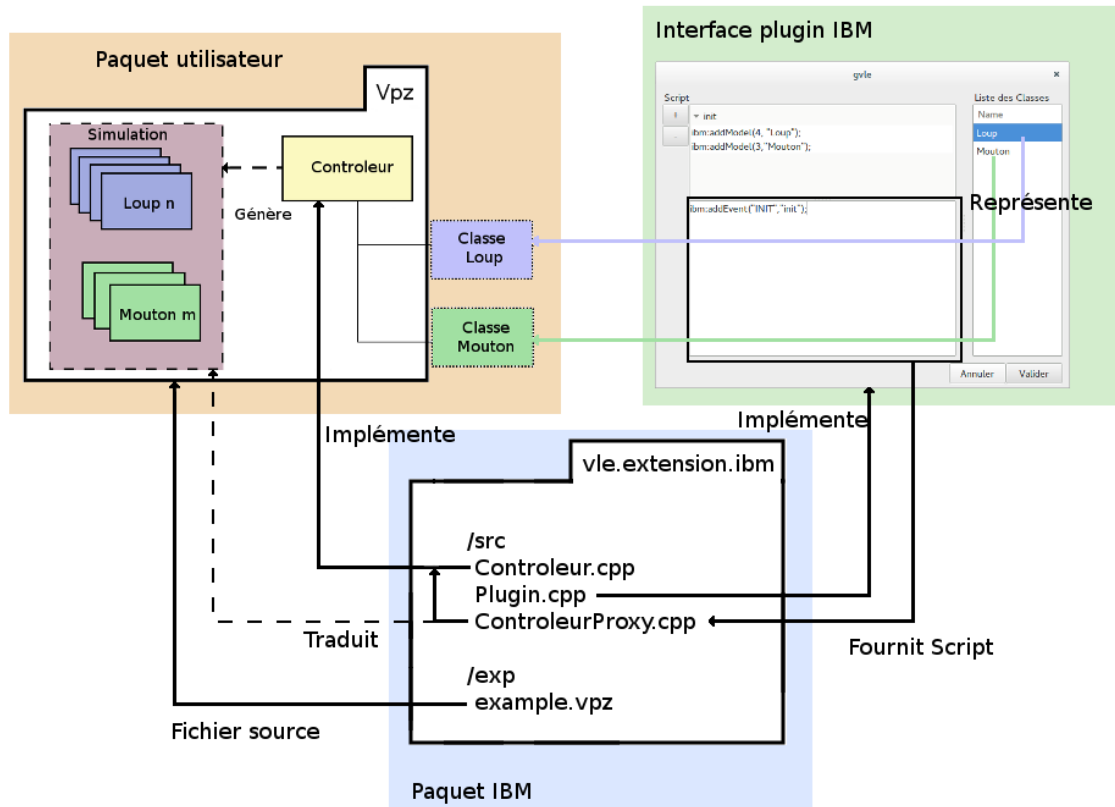 Paquet utilisateur
Vpz
Simulation
Loup n
Mouton m
Génère
Controleur
Classe
Loup
Classe
Mouton
Interface plugin IBM
gvle
×
Script
Liste des Classes
init
ibm:addModel(4, "Loup");
ibm:addModel(3,"Mouton");
Name
Loup
Mouton
ibm:addEvent("INIT","init");
Représente
Annuler
Valider
Implémente
Implémente
vle.extension.ibm
/src
Controleur.cpp
Plugin.cpp
ControleurProxy.cpp
/exp
example.vpz
Traduit
Fournit Script
Fichier source
Paquet IBM